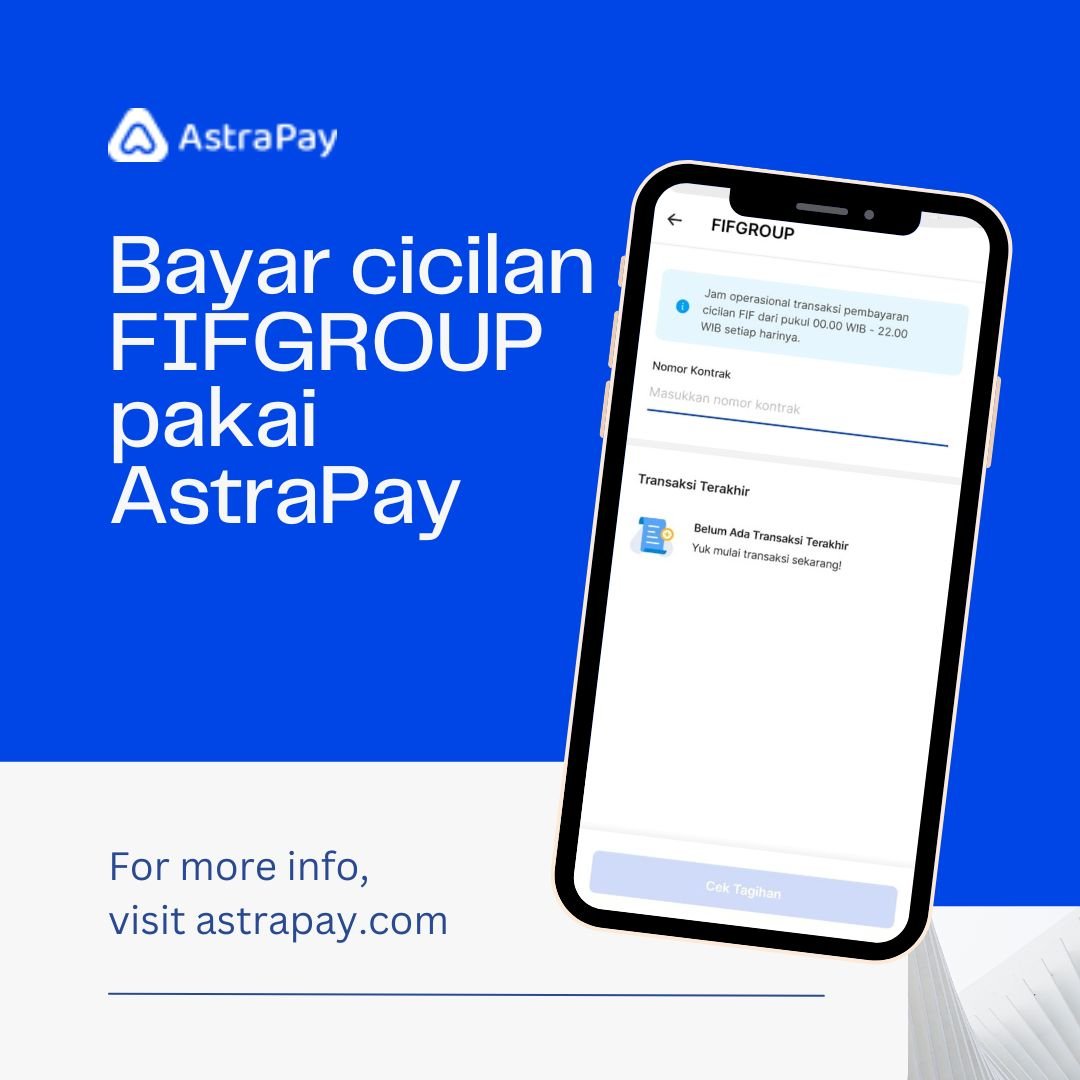 AstraPay
Bayar cicilan
FIFGROUP
pakai
AstraPay
FIFGROUP
Jam operasional transaksi pembayaran
cicilan FIF dari pukul 00.00 WIB - 22.00
WIB setiap harinya.
Nomor Kontrak
Masukkan nomor kontrak
Transaksi Terakhir
Belum Ada Transaksi Terakhir
Yuk mulai transaksi sekarang!
Cek Tagihan
For more info,
visit astrapay.com